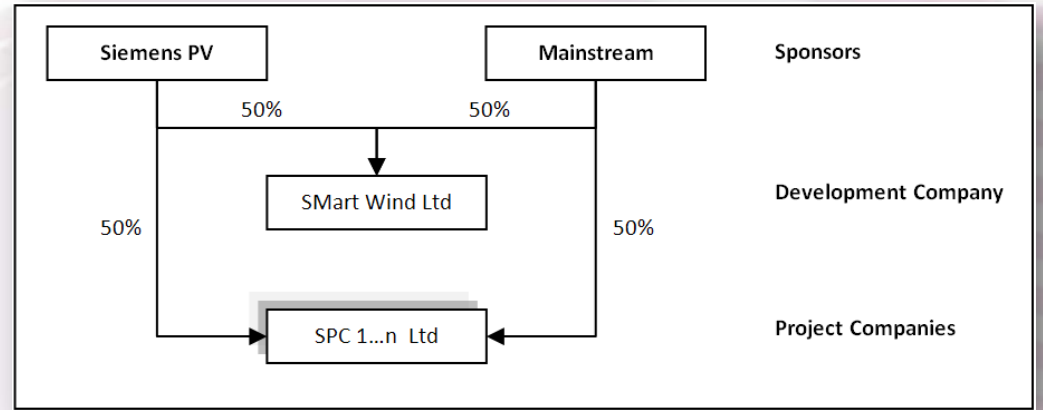 Siemens PV
Mainstream
Sponsors
50%
50%
SMart Wind Ltd
Development Company
50%
50%
SPC 1...n Ltd
Project Companies